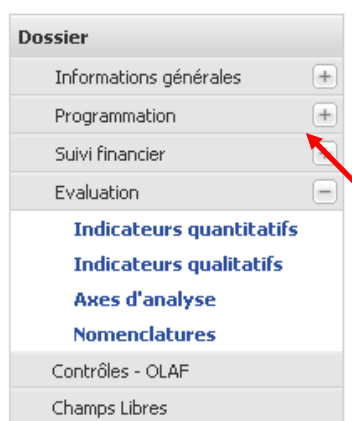 Dossier
Informations générales
Programmation
Suivi financier
Evaluation
Indicateurs quantitatifs
Indicateurs qualitatifs
Axes d'analyse
Nomenclatures
Contrôles - OLAF
Champs Libres